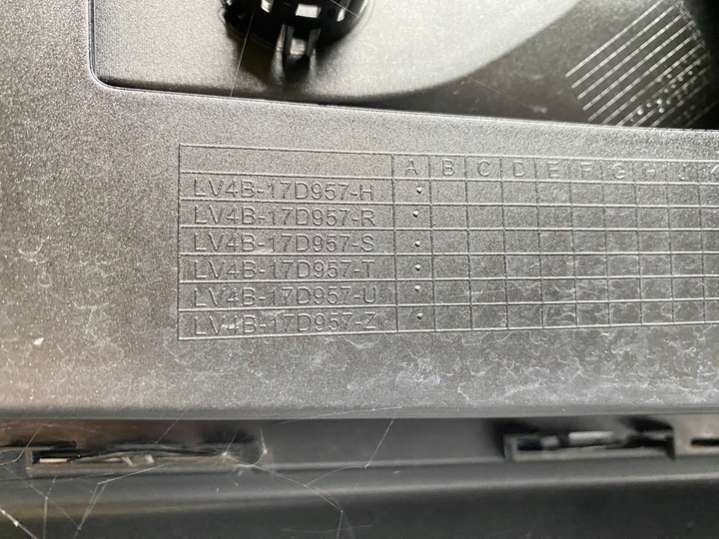 A B C D E F G H J K
LV4B-17D957-H
LV4B-17D957-R
LV4B-17D957-S
LV4B-17D957-T
LV4B-17D957-U
LV4B-17D957-Z